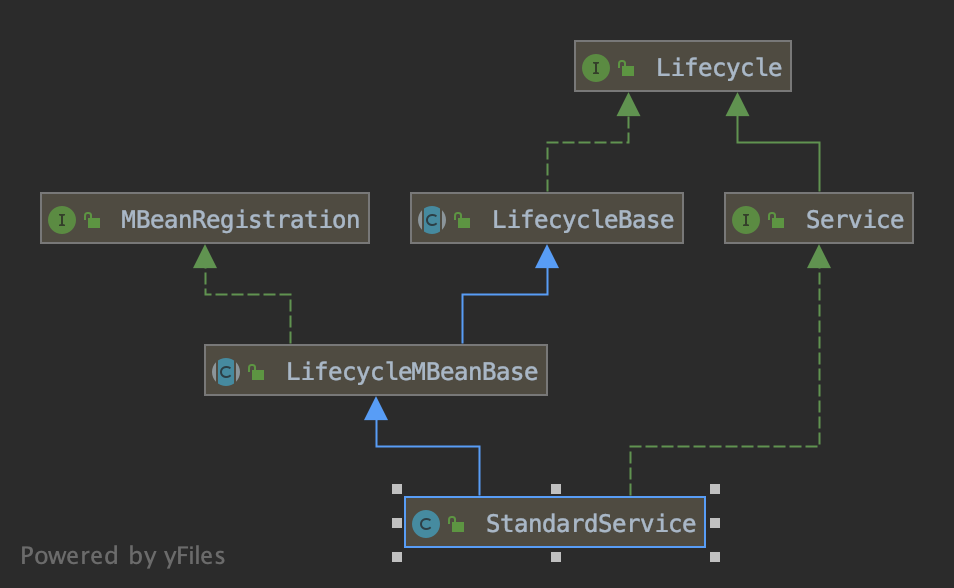 I Lifecycle
I MBeanRegistration
C LifecycleBase
I Service
C LifecycleMBeanBase
C StandardService
Powered by yFiles